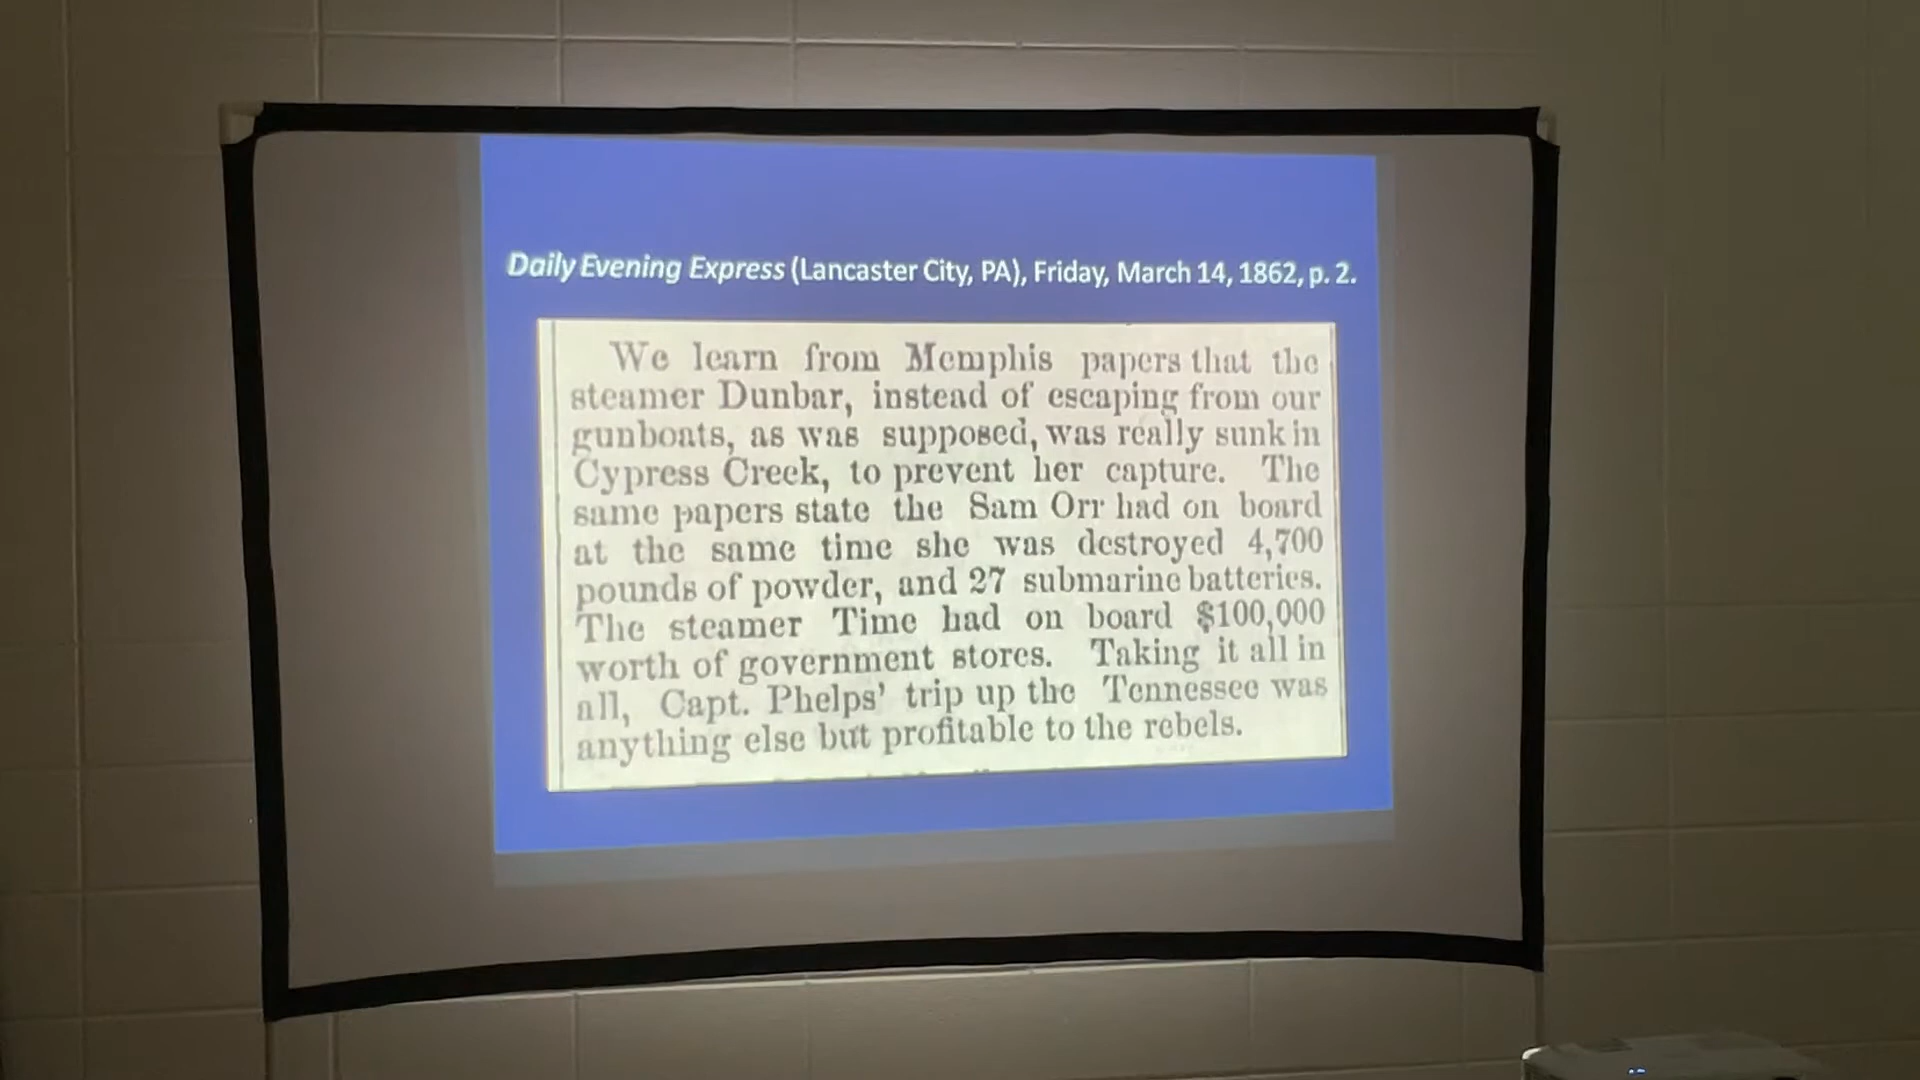 Daily Evening Express (Lancaster City, PA), Friday, March 14, 1862, p. 2.
We learn from Memphis papers that the
steamer Dunbar, instead of escaping from our
gunboats, as was supposed, was really sunk in
Cypress Creek, to prevent her capture. The
same papers state the Sam Orr had on board
at the same time she was destroyed 4,700
pounds of powder, and 27 submarine batteries.
The steamer Time had on board $100,000
worth of government stores. Taking it all in
all, Capt. Phelps' trip up the Tennessee was
anything else but profitable to the rebels.